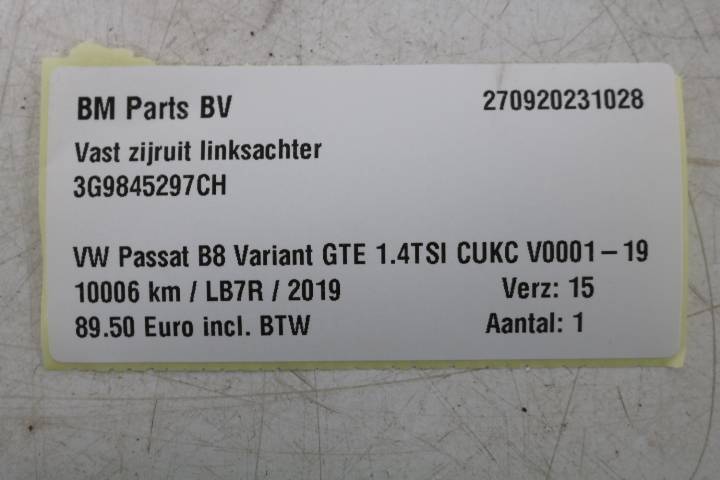 BM Parts BV 270920231028
Vast zijruit linksachter
3G9845297CH
VW Passat B8 Variant GTE 1.4TSI CUKC V0001-19
10006 km / LB7R / 2019 Verz: 15
89.50 Euro incl. BTW Aantal: 1